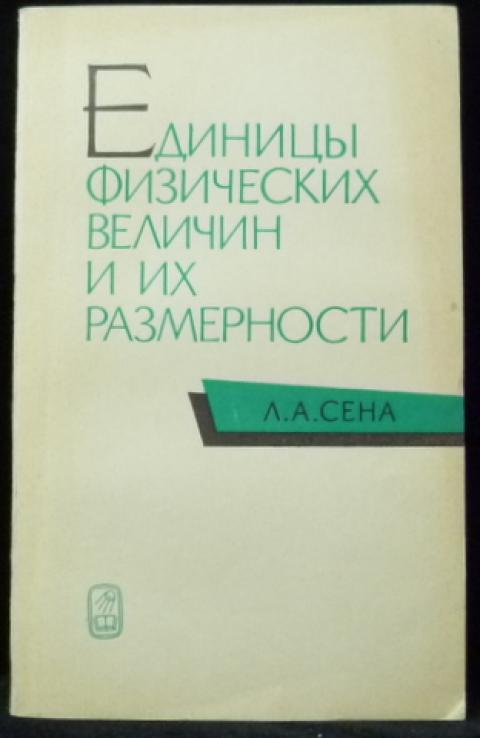 ЕДИНИЦЫ
ФИЗИЧЕСКИХ
ВЕЛИЧИН
И ИХ
РАЗМЕРНОСТИ
Л.А.СЕНА